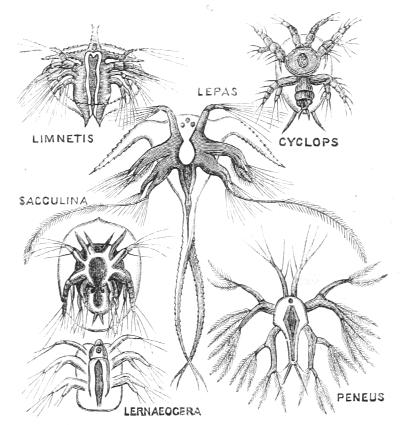 LEPAS
LIMNETIS
CYCLOPS
SACCULINA
PENEUS
LERNAEOCERA